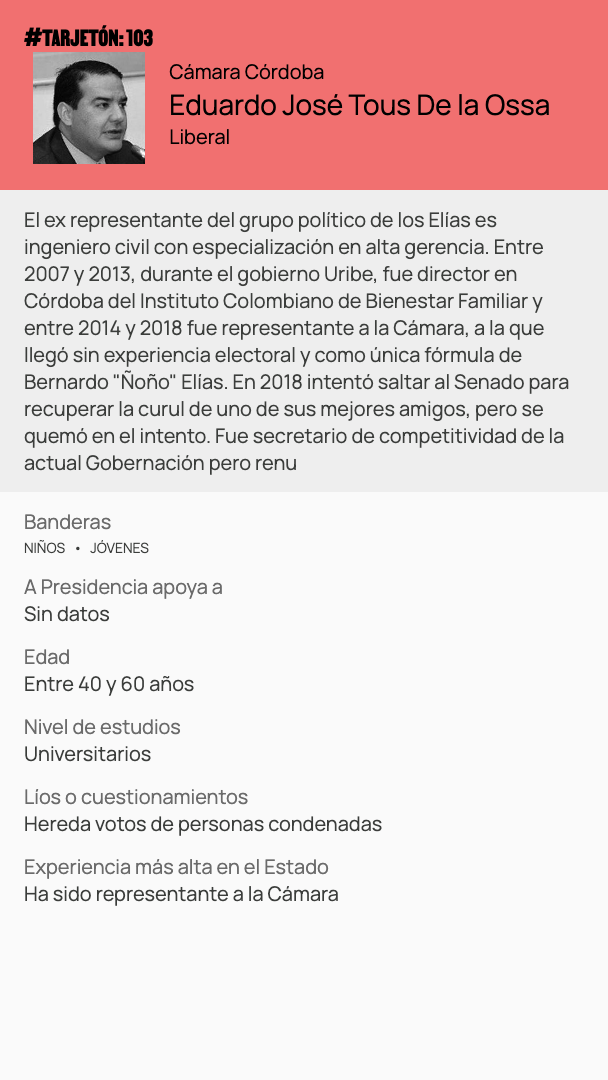 #TARJETÓN: 103
Cámara Córdoba
Eduardo José Tous De la Ossa
Liberal
El ex representante del grupo político de los Elías es
ingeniero civil con especialización en alta gerencia. Entre
2007 y 2013, durante el gobierno Uribe, fue director en
Córdoba del Instituto Colombiano de Bienestar Familiar y
entre 2014 y 2018 fue representante a la Cámara, a la que
llegó sin experiencia electoral y como única fórmula de
Bernardo "Ñoño" Elías. En 2018 intentó saltar al Senado para
recuperar la curul de uno de sus mejores amigos, pero se
quemó en el intento. Fue secretario de competitividad de la
actual Gobernación pero renu
Banderas
NIÑOS • JÓVENES
A Presidencia apoya a
Sin datos
Edad
Entre 40 y 60 años
Nivel de estudios
Universitarios
Líos o cuestionamientos
Hereda votos de personas condenadas
Experiencia más alta en el Estado
Ha sido representante a la Cámara